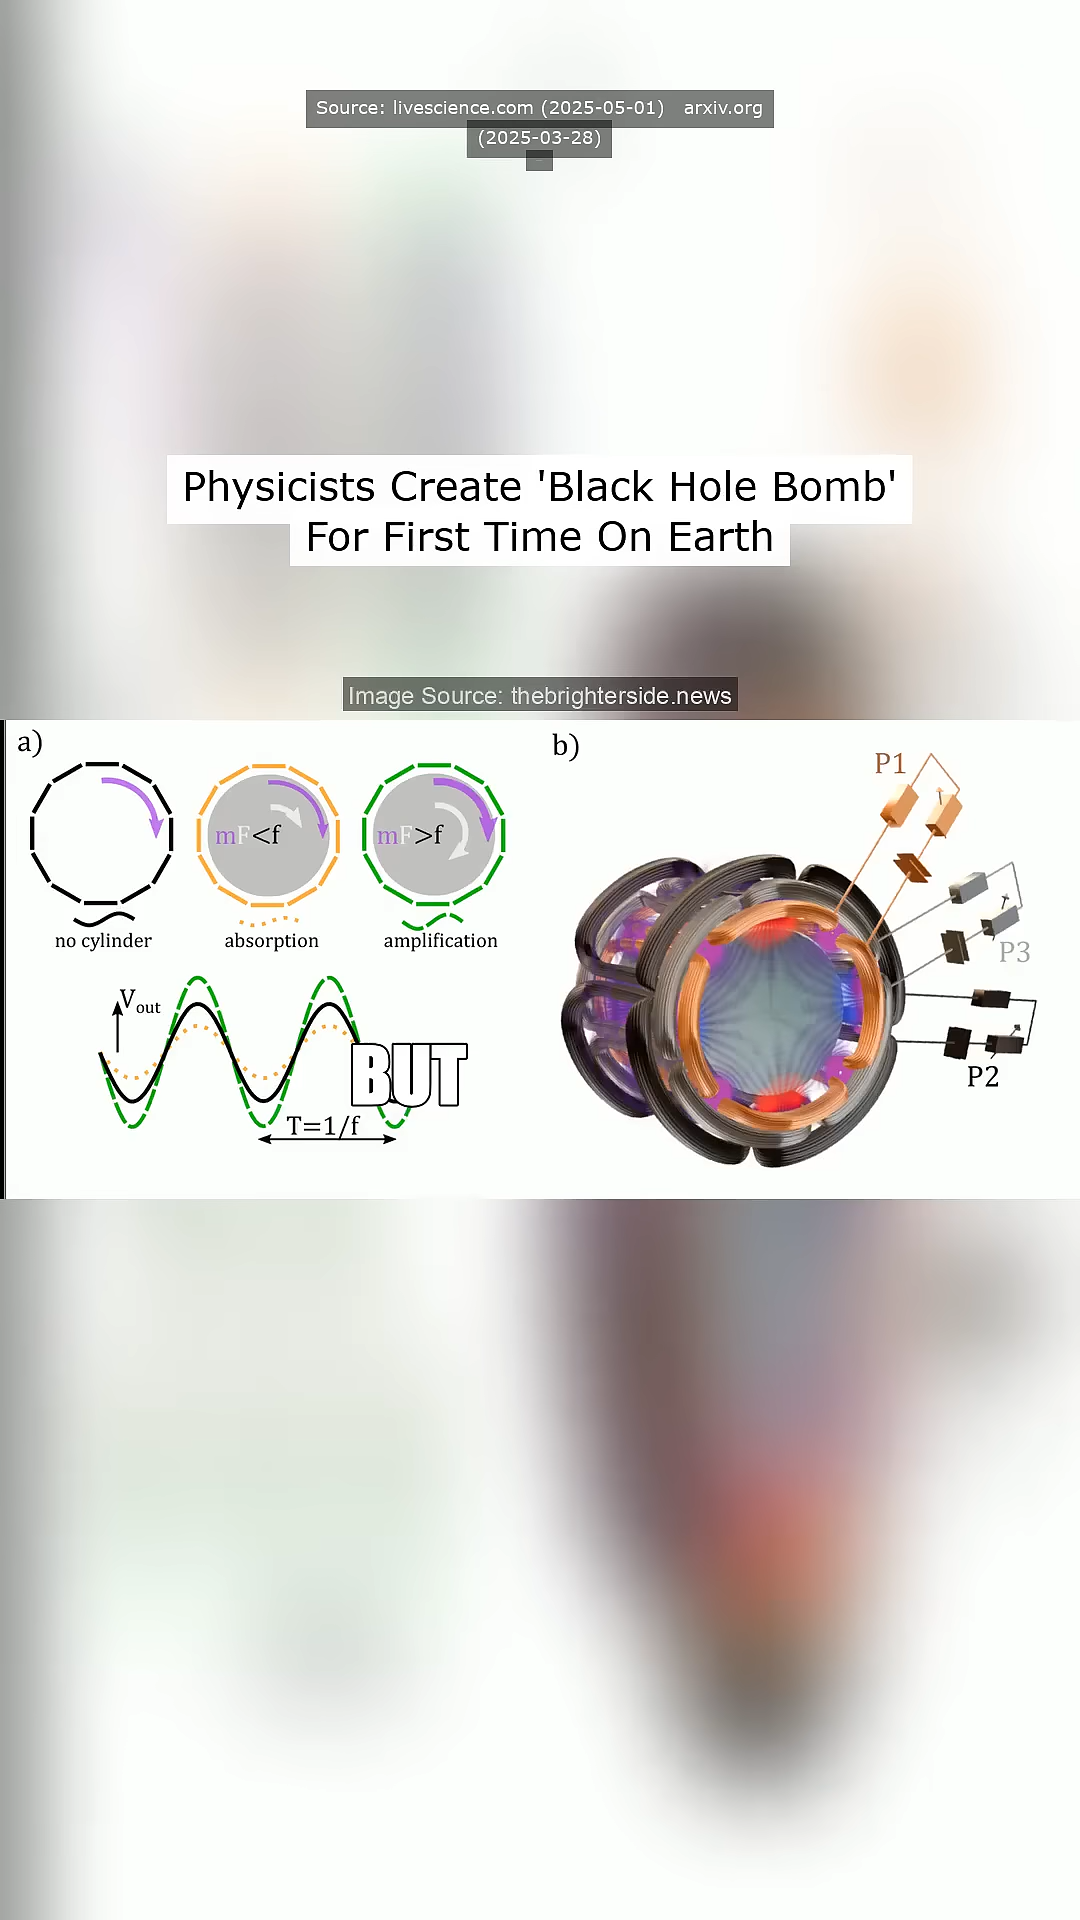 Source: livescience.com (2025-05-01) arxiv.org
(2025-03-28)
Physicists Create 'Black Hole Bomb'
For First Time On Earth
Image Source: thebrighterside.news
a)
mF<f
mF>f
no cylinder
absorption
amplification
Vout
BUT
T=1/f
b)
P1
P3
P2